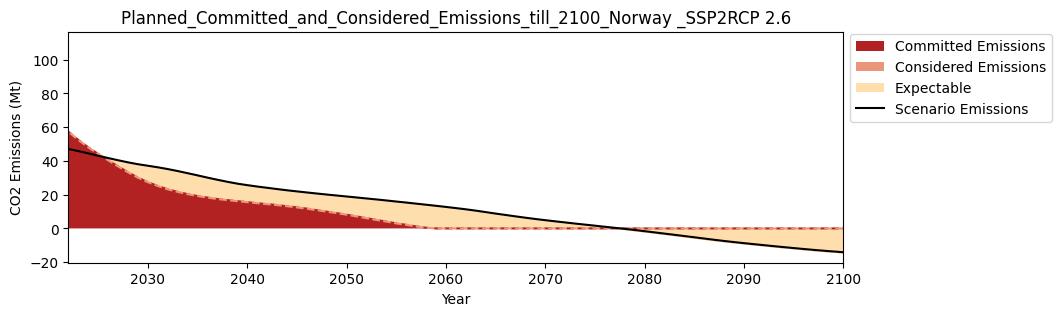 Planned_Committed_and_Considered_Emissions_till_2100_Norway _SSP2RCP 2.6
CO2 Emissions (Mt)
100
80
60
40
20
0
−20
2030
2040
2050
2060
2070
2080
2090
2100
Year
Committed Emissions
Considered Emissions
Expectable
Scenario Emissions